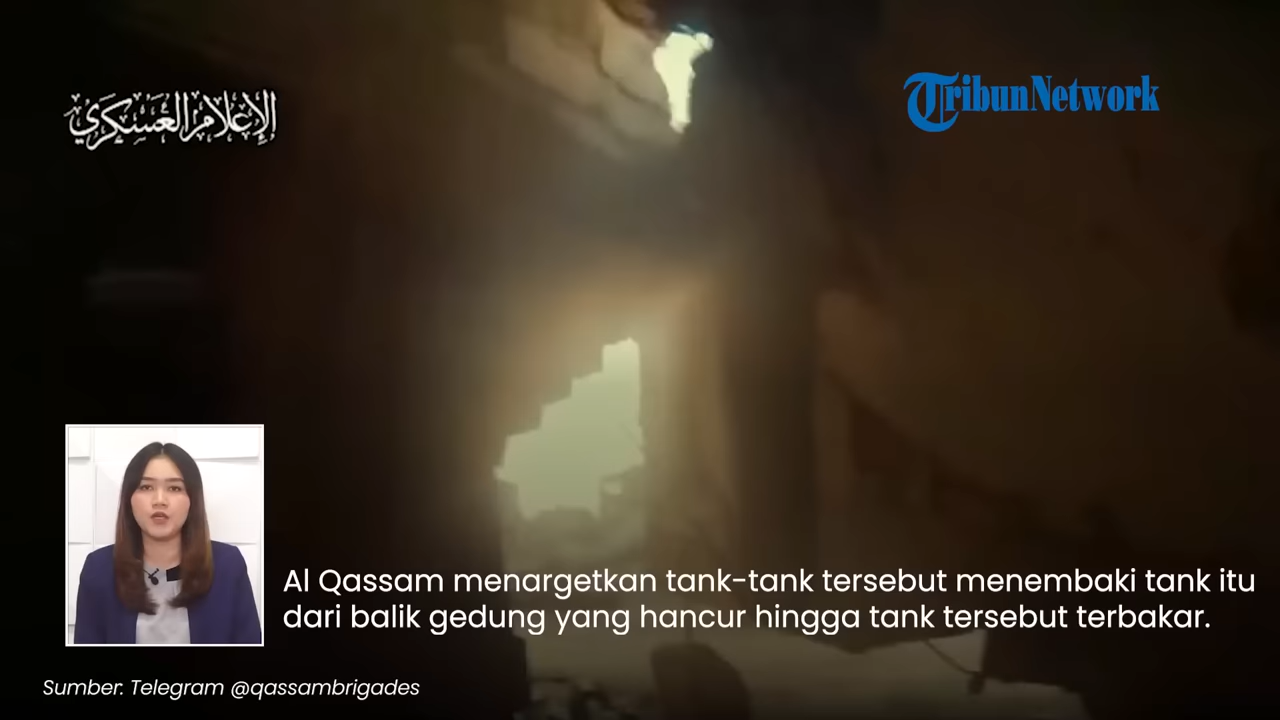 الإعلام العسكري
TribunNetwork
Al Qassam menargetkan tank-tank tersebut menembaki tank itu
dari balik gedung yang hancur hingga tank tersebut terbakar.
Sumber: Telegram @qassambrigades